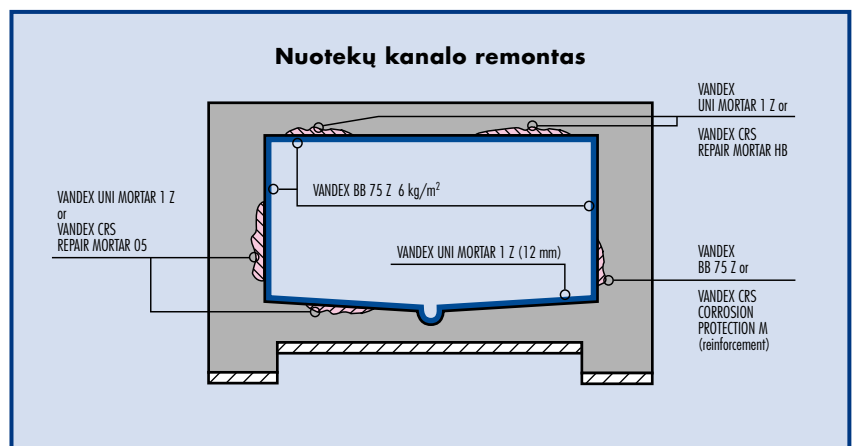 Nuotekų kanalo remontas
VANDEX
UNI MORTAR 1 Z or
VANDEX CRS
REPAIR MORTAR HB
VANDEX BB 75 Z 6 kg/m²
VANDEX UNI MORTAR 1 Z
or
VANDEX CRS
REPAIR MORTAR 05
VANDEX UNI MORTAR 1 Z (12 mm)
VANDEX
BB 75 Z or
VANDEX CRS
CORROSION
PROTECTION M
(reinforcement)